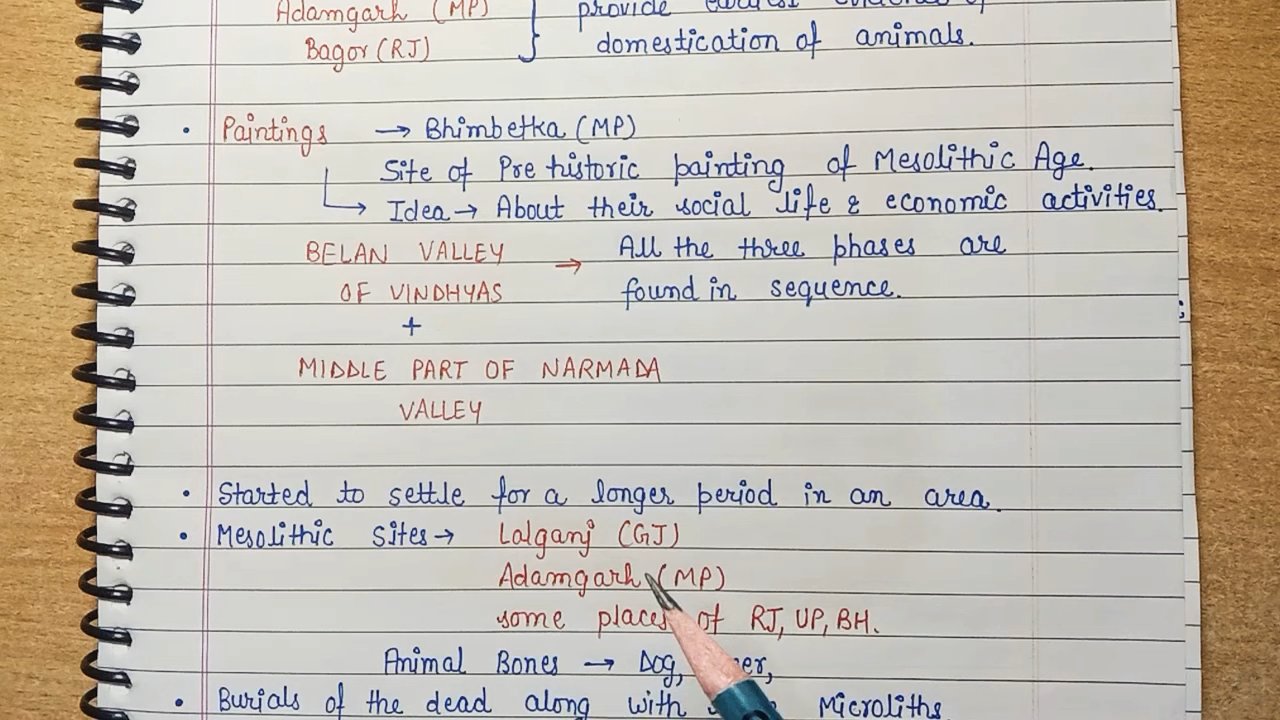 Adamgarh (MP) provide
Bagor (RJ) domestication of animals.
• Paintings → Bhimbetka (MP)
Site of Pre historic painting of Mesolithic Age.
Idea → About their social life & economic activities.
BELAN VALLEY → All the three phases are
OF VINDHYAS found in sequence.
+
MIDDLE PART OF NARMADA
VALLEY
• Started to settle for a longer period in an area.
• Mesolithic sites → Lalganj (GJ)
Adamgarh (MP)
some places of RJ, UP, BH.
Animal Bones → Dog,
• Burials of the dead along with Microliths